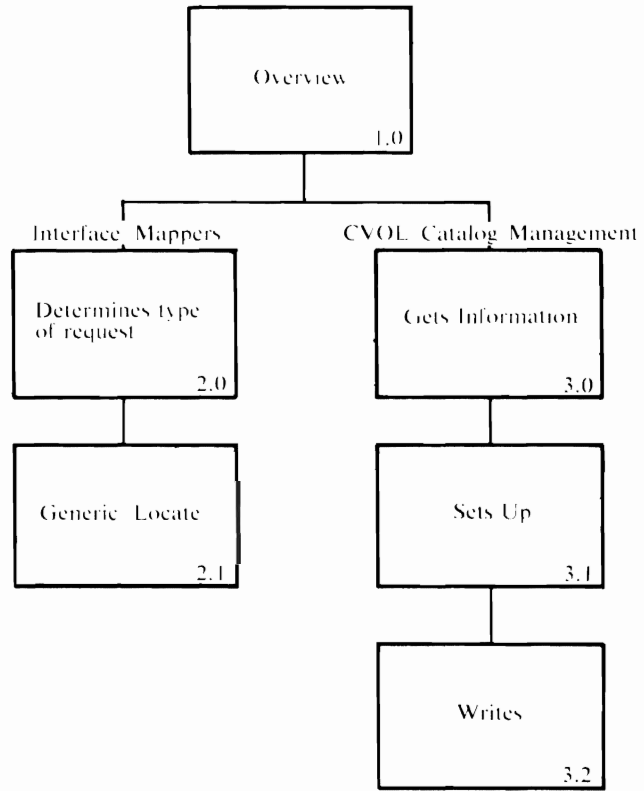 Overview
1.0
Interface Mappers
CVOL Catalog Management
Determines type
of request
2.0
Gets Information
3.0
Generic Locate
2.1
Sets Up
3.1
Writes
3.2